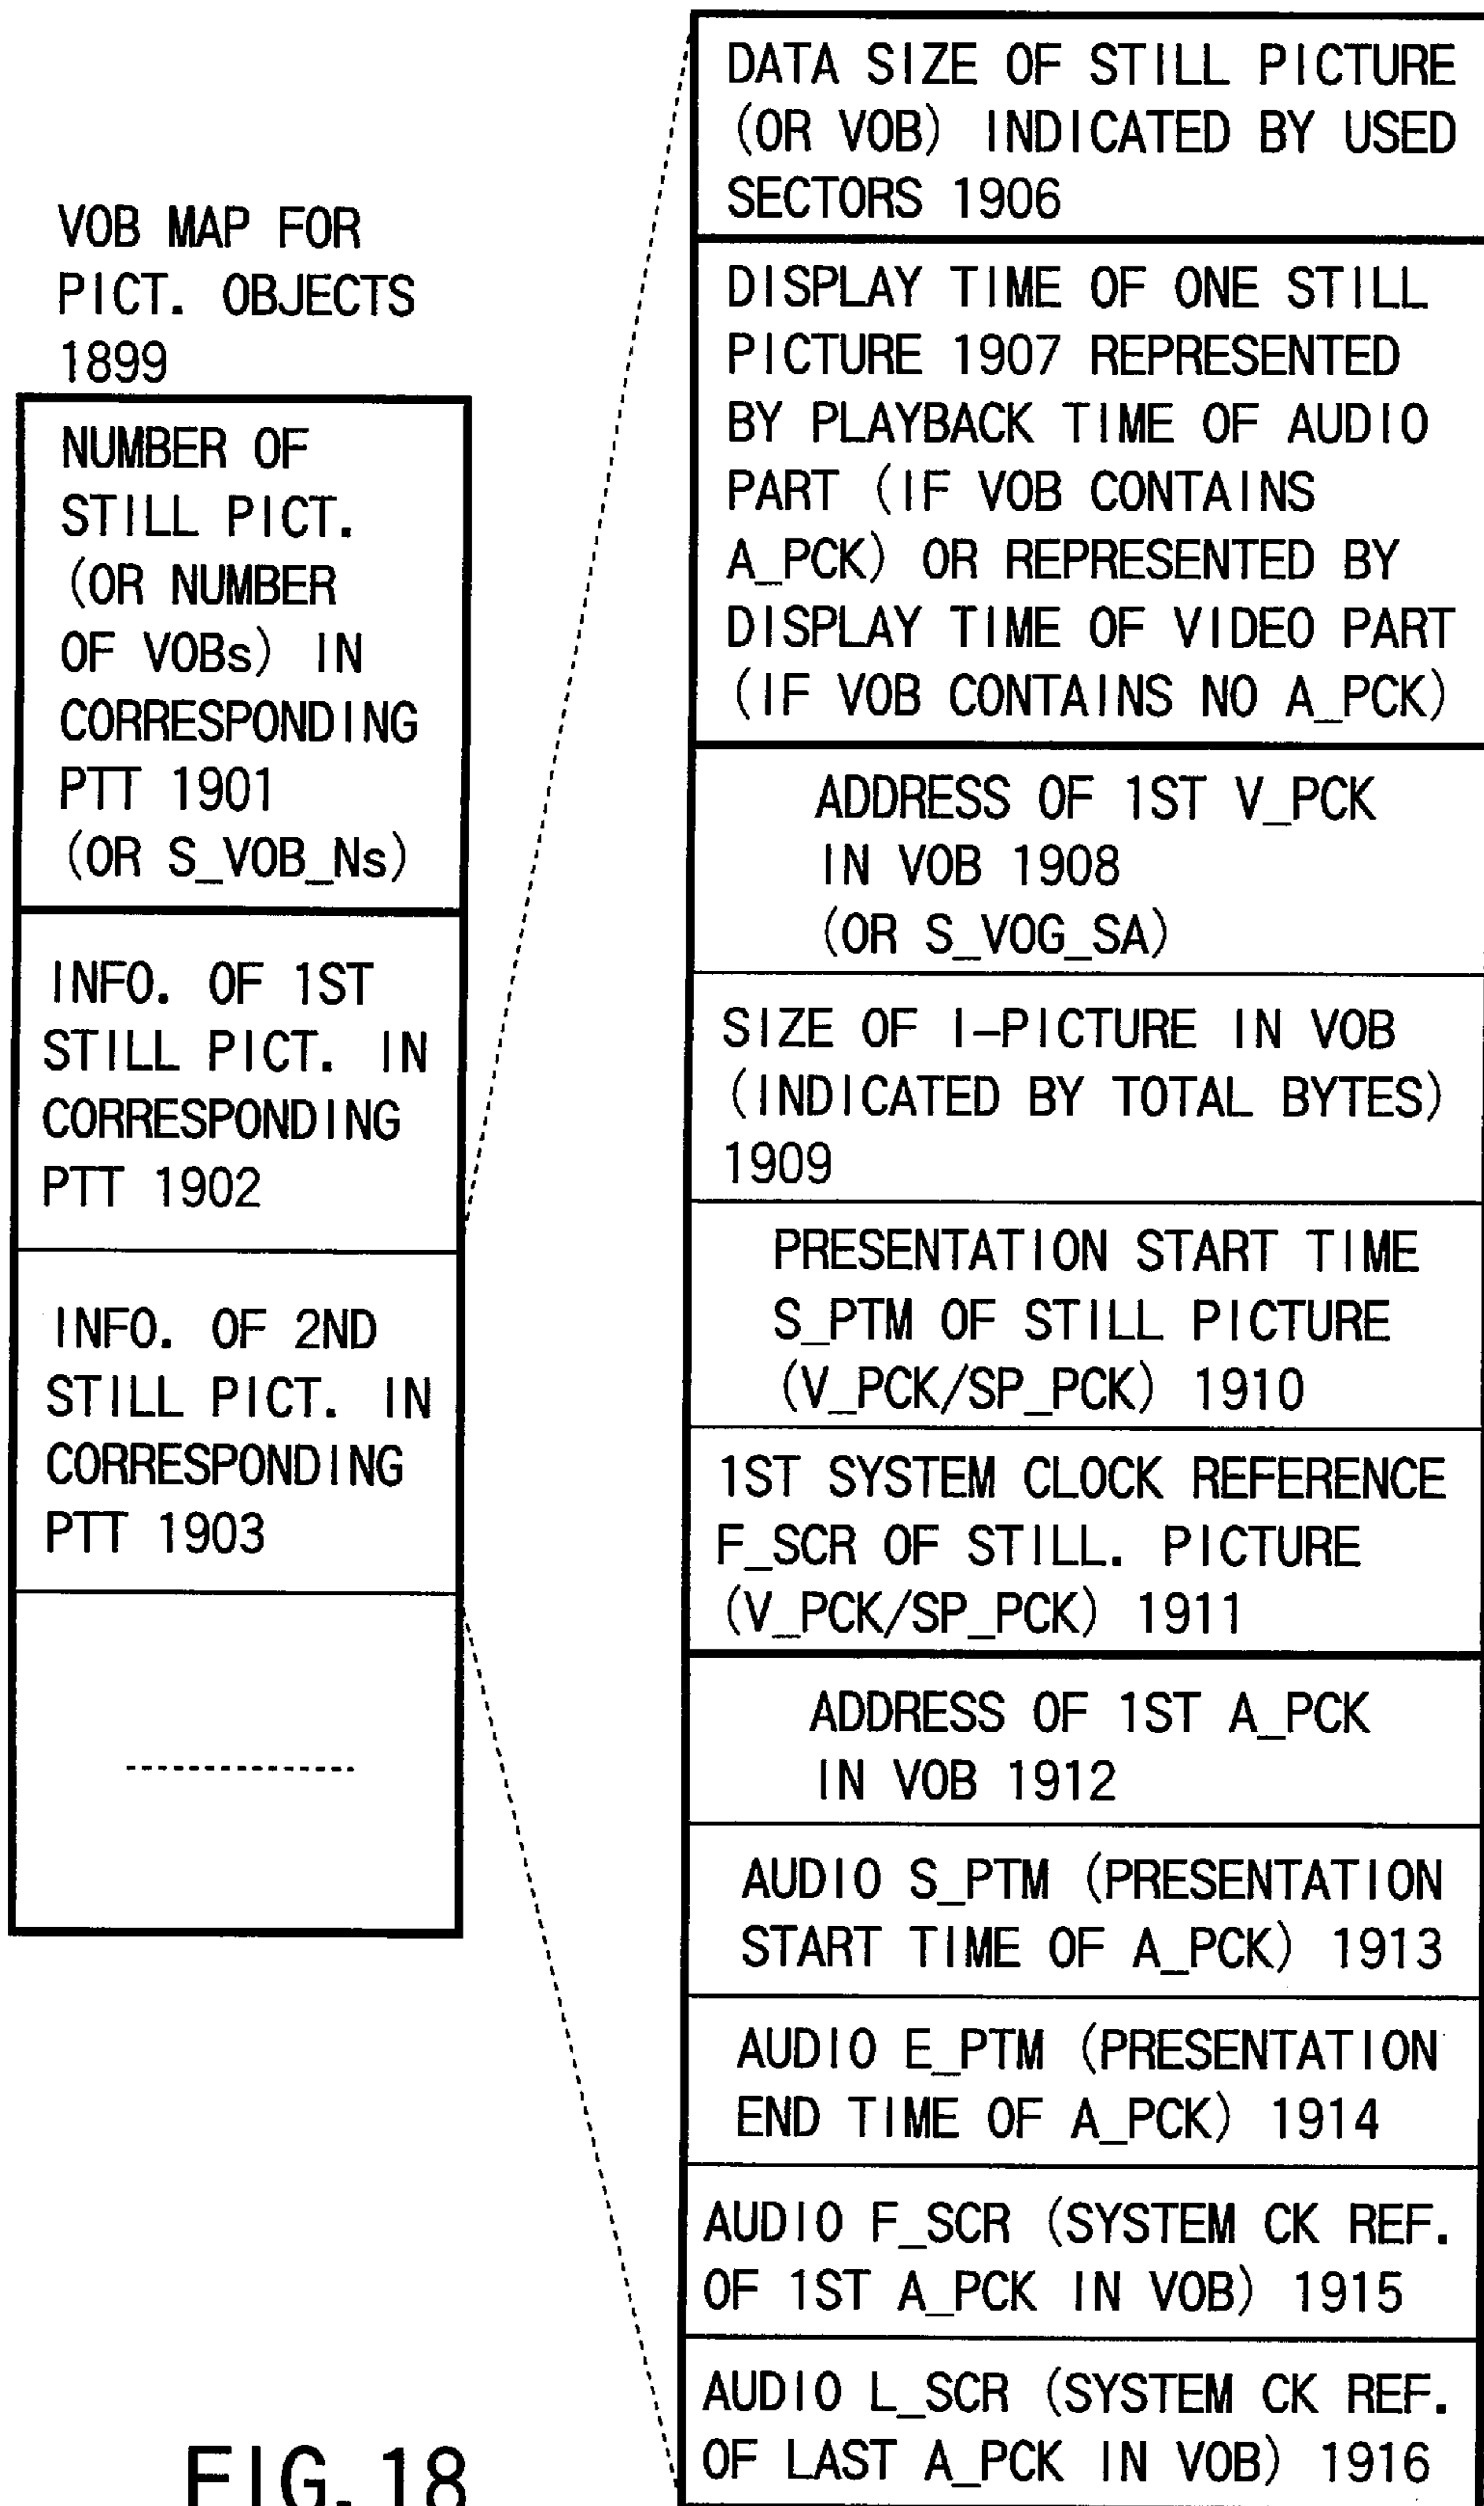 VOB MAP FOR
PICT. OBJECTS
1899
NUMBER OF
STILL PICT.
(OR NUMBER
OF VOBs) IN
CORRESPONDING
PTT 1901
(OR S_VOB_Ns)
INFO. OF 1ST
STILL PICT. IN
CORRESPONDING
PTT 1902
INFO. OF 2ND
STILL PICT. IN
CORRESPONDING
PTT 1903
DATA SIZE OF STILL PICTURE
(OR VOB) INDICATED BY USED
SECTORS 1906
DISPLAY TIME OF ONE STILL
PICTURE 1907 REPRESENTED
BY PLAYBACK TIME OF AUDIO
PART (IF VOB CONTAINS
A_PCK) OR REPRESENTED BY
DISPLAY TIME OF VIDEO PART
(IF VOB CONTAINS NO A_PCK)
ADDRESS OF 1ST V_PCK
IN VOB 1908
(OR S_VOG_SA)
SIZE OF I-PICTURE IN VOB
(INDICATED BY TOTAL BYTES)
1909
PRESENTATION START TIME
S_PTM OF STILL PICTURE
(V_PCK/SP_PCK) 1910
1ST SYSTEM CLOCK REFERENCE
F_SCR OF STILL. PICTURE
(V_PCK/SP_PCK) 1911
ADDRESS OF 1ST A_PCK
IN VOB 1912
AUDIO S_PTM (PRESENTATION
START TIME OF A_PCK) 1913
AUDIO E_PTM (PRESENTATION
END TIME OF A_PCK) 1914
AUDIO F_SCR (SYSTEM CK REF.
OF 1ST A_PCK IN VOB) 1915
AUDIO L_SCR (SYSTEM CK REF.
OF LAST A_PCK IN VOB) 1916
FIG. 18